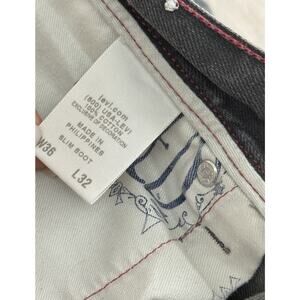 levi.com
(800) USA-LEVI
100% COTTON
EXCLUSIVE OF DECORATION
MADE IN
PHILIPPINES
SLIM BOOT
W36 L32